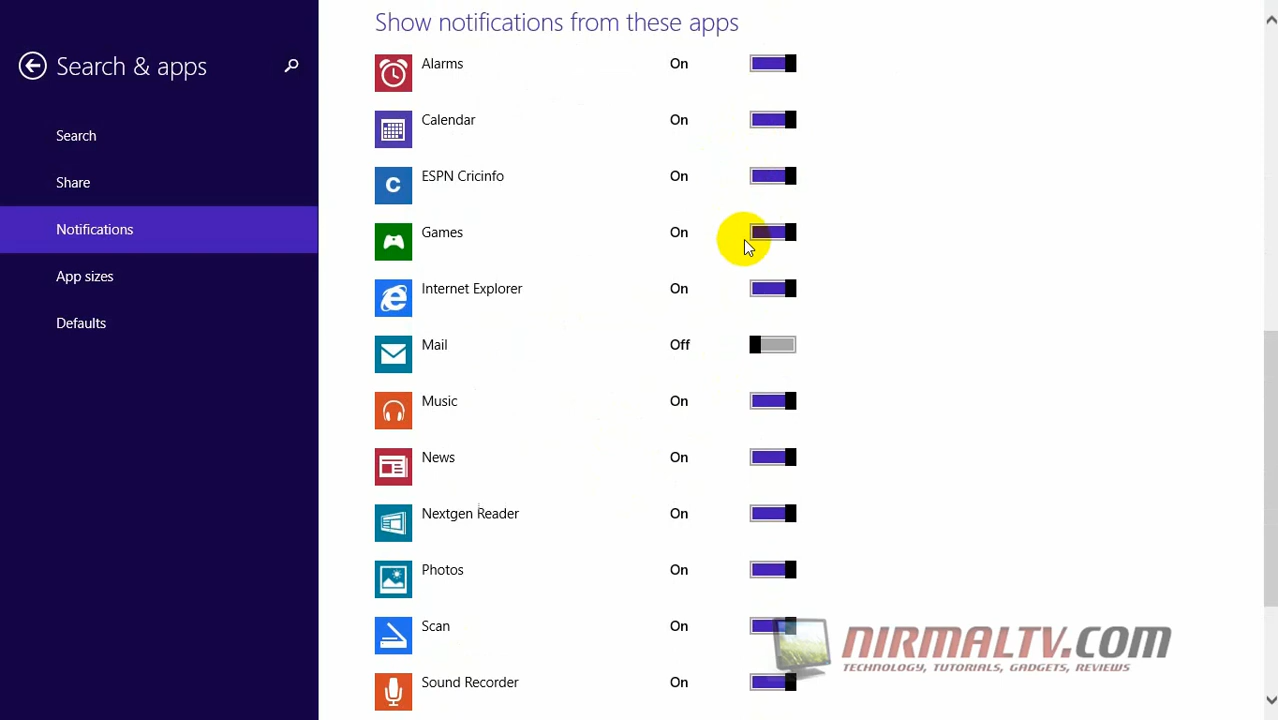 Show notifications from these apps
Search & apps
Search
Share
Notifications
App sizes
Defaults
Alarms On
Calendar On
C ESPN Cricinfo On
Games On
Internet Explorer On
Mail Off
Music On
News On
Nextgen Reader On
Photos On
Scan On
Sound Recorder On
NIRMALTV.COM
TECHNOLOGY, TUTORIALS, GADGETS, REVIEWS